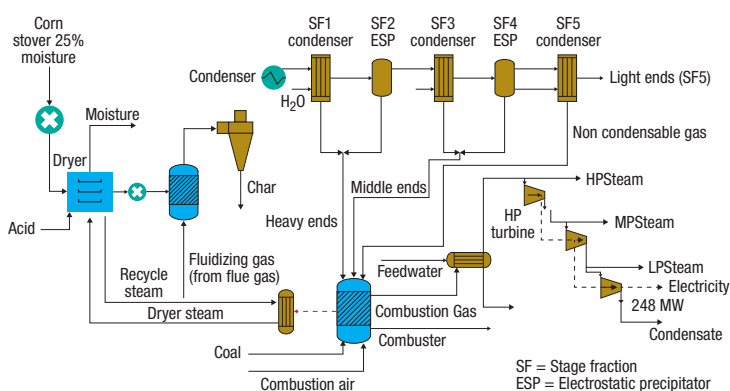 Corn
stover 25%
moisture
SF1
condenser
SF2
ESP
SF3
condenser
SF4
ESP
SF5
condenser
Condenser
H₂O
Light ends (SF5)
Moisture
Dryer
Non condensable gas
Char
Middle ends
HPSteam
Acid
Heavy ends
HP
turbine
MPSteam
Fluidizing gas
(from flue gas)
Feedwater
Recycle
steam
LPSteam
Electricity
Dryer steam
Combustion Gas
248 MW
Combuster
Condensate
Coal
Combustion air
SF = Stage fraction
ESP = Electrostatic precipitator